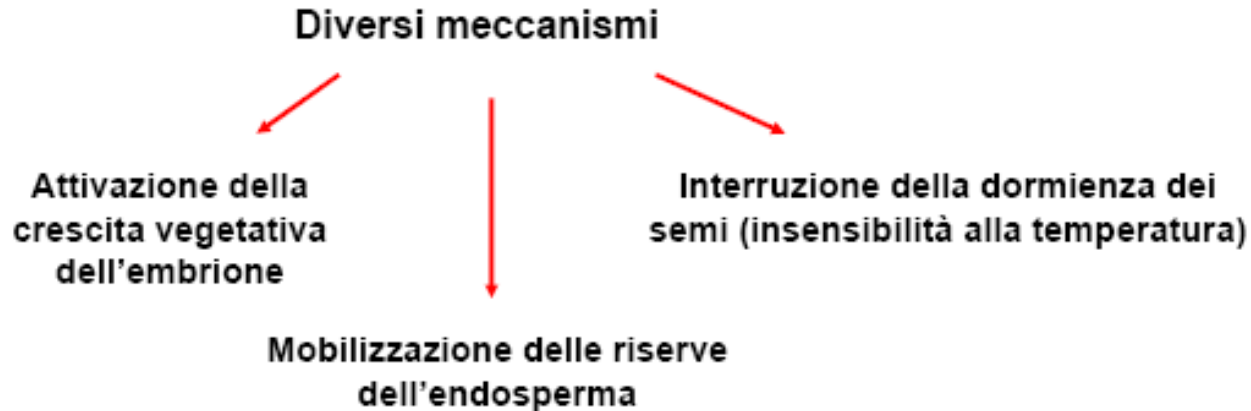 Diversi meccanismi
Attivazione della
crescita vegetativa
dell'embrione
Mobilizzazione delle riserve
dell'endosperma
Interruzione della dormienza dei
semi (insensibilità alla temperatura)